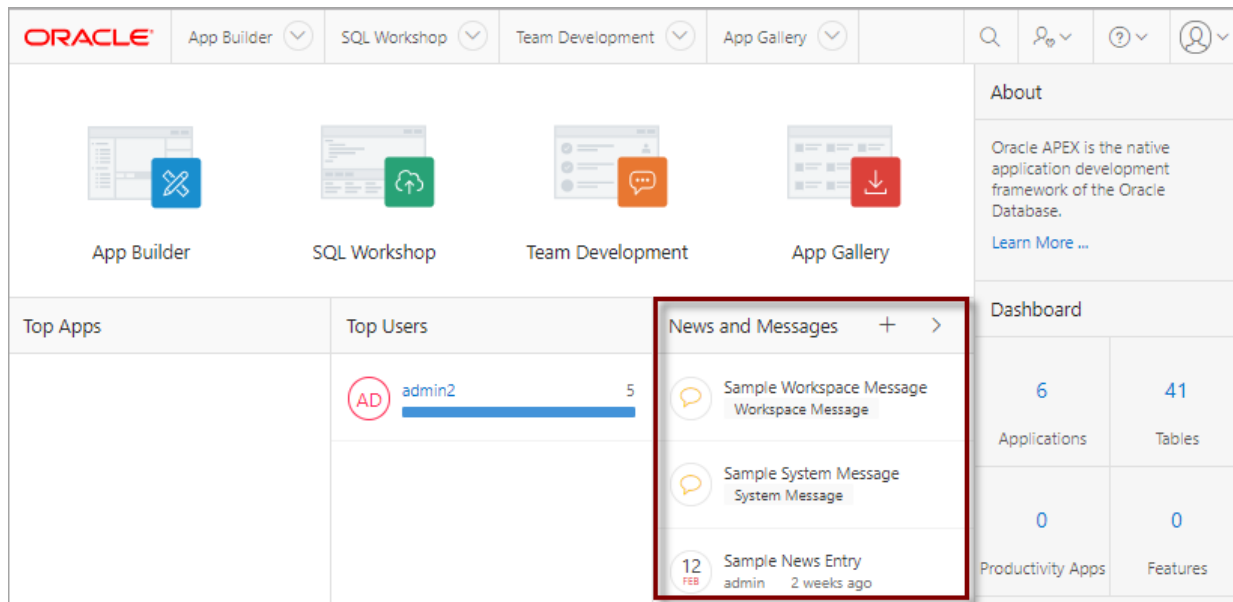 ORACLE App Builder SQL Workshop Team Development App Gallery
App Builder SQL Workshop Team Development App Gallery
About
Oracle APEX is the native
application development
framework of the Oracle
Database.
Learn More ...
Top Apps
Top Users
AD admin2 5
News and Messages
Sample Workspace Message
Workspace Message
Sample System Message
System Message
12 Sample News Entry
FEB admin 2 weeks ago
Dashboard
6 41
Applications Tables
0 0
Productivity Apps Features